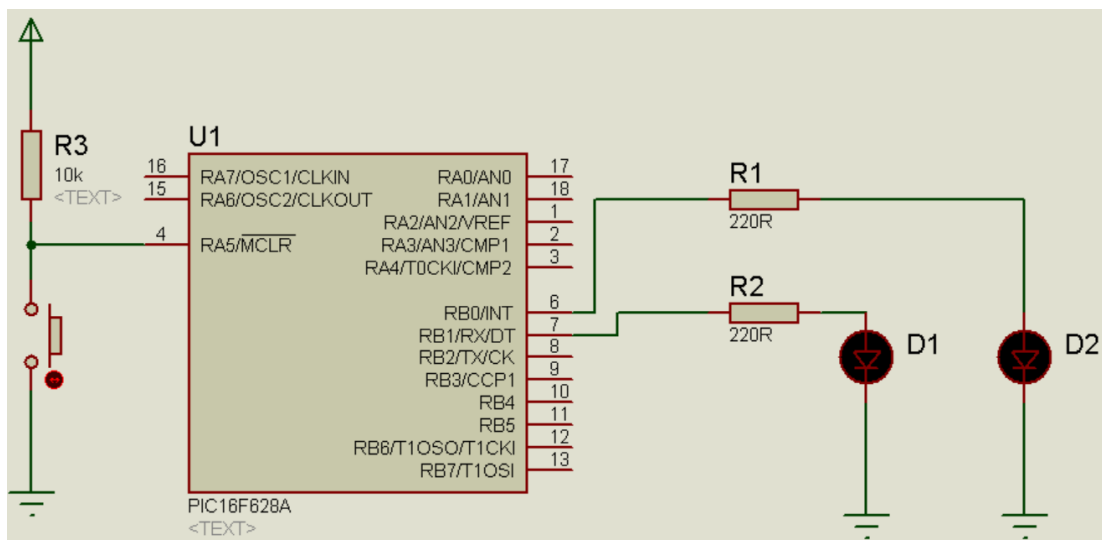 R3
10k
<TEXT>
U1
16
15
4
RA7/OSC1/CLKIN
RA6/OSC2/CLKOUT
RA5/MCLR
RA0/AN0
RA1/AN1
RA2/AN2/VREF
RA3/AN3/CMP1
RA4/T0CKI/CMP2
RB0/INT
RB1/RX/DT
RB2/TX/CK
RB3/CCP1
RB4
RB5
RB6/T1OSO/T1CKI
RB7/T1OSI
17
18
1
2
3
6
7
8
9
10
11
12
13
PIC16F628A
<TEXT>
R1
220R
R2
220R
D1
D2